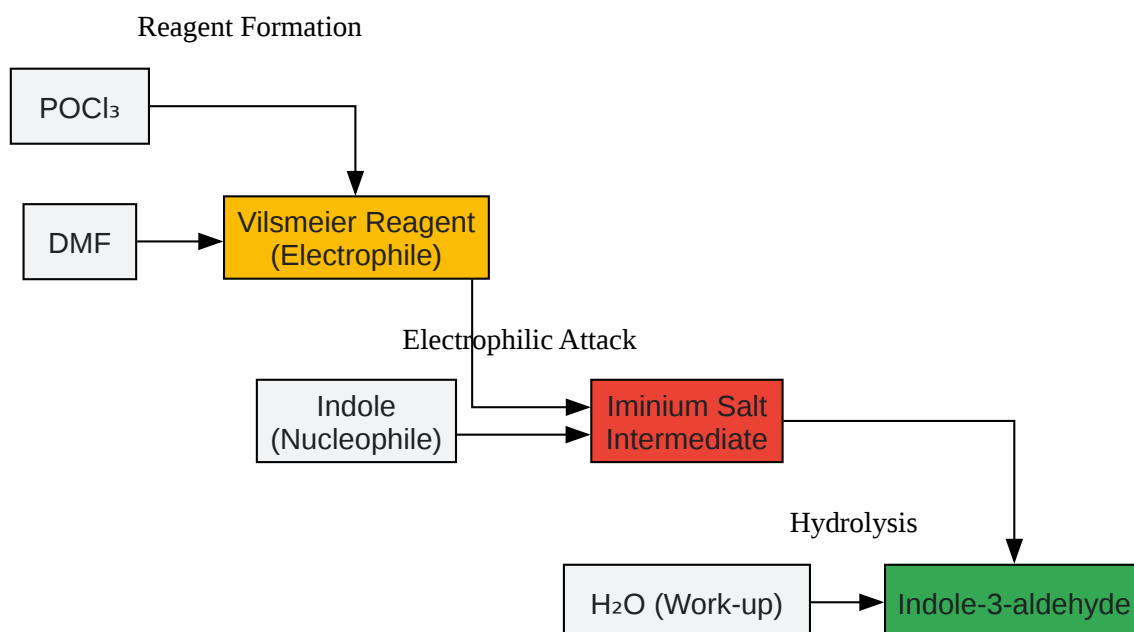 Reagent Formation
POCl₃
DMF
Vilsmeier Reagent
(Electrophile)
Electrophilic Attack
Indole
(Nucleophile)
Iminium Salt
Intermediate
Hydrolysis
H₂O (Work-up)
Indole-3-aldehyde